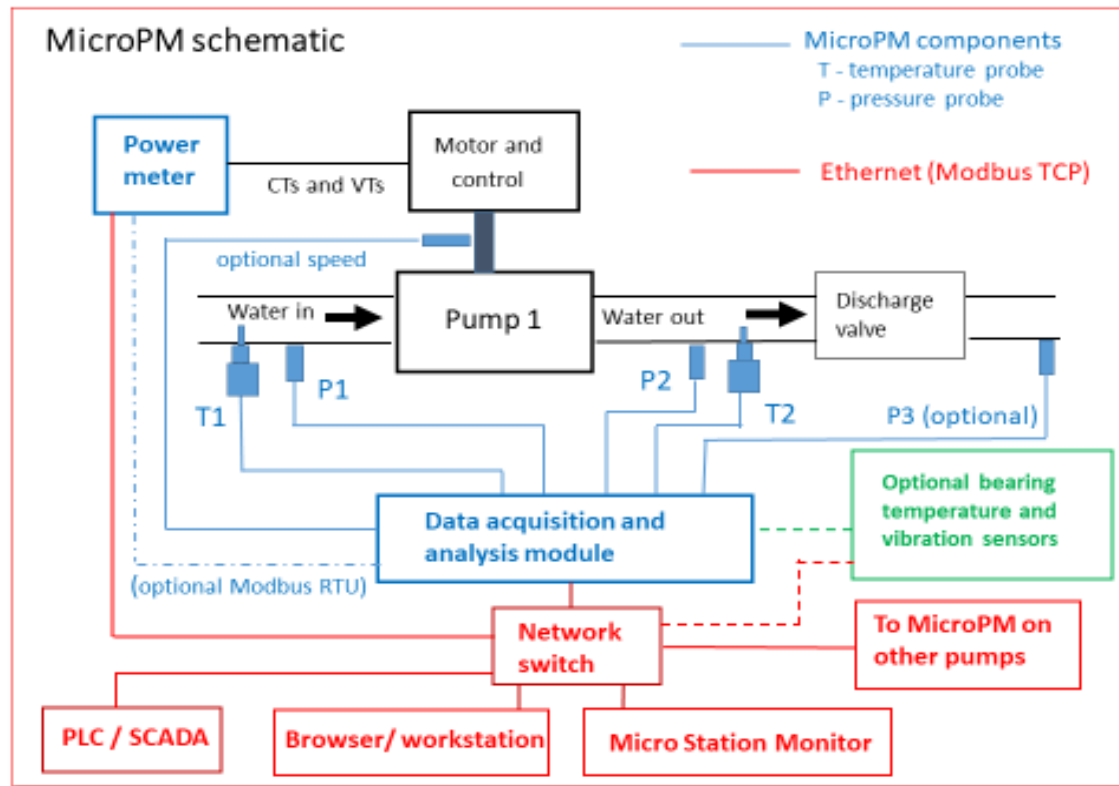 MicroPM schematic
MicroPM components
T - temperature probe
P - pressure probe
Ethernet (Modbus TCP)
Power
meter
CTs and VTs
Motor and
control
optional speed
Water in
Pump 1
Water out
Discharge
valve
T1
P1
P2
T2
P3 (optional)
Data acquisition and
analysis module
Optional bearing
temperature and
vibration sensors
(optional Modbus RTU)
Network
switch
To MicroPM on
other pumps
PLC / SCADA
Browser/ workstation
Micro Station Monitor